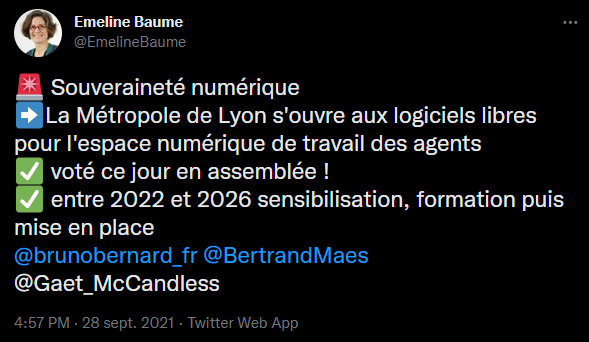 Emeline Baume
@EmelineBaume
🚨 Souveraineté numérique
➡️La Métropole de Lyon s'ouvre aux logiciels libres
pour l'espace numérique de travail des agents
✅ voté ce jour en assemblée !
✅ entre 2022 et 2026 sensibilisation, formation puis
mise en place
@brunobernard_fr @BertrandMaes
@Gaet_McCandless
4:57 PM · 28 sept. 2021 · Twitter Web App